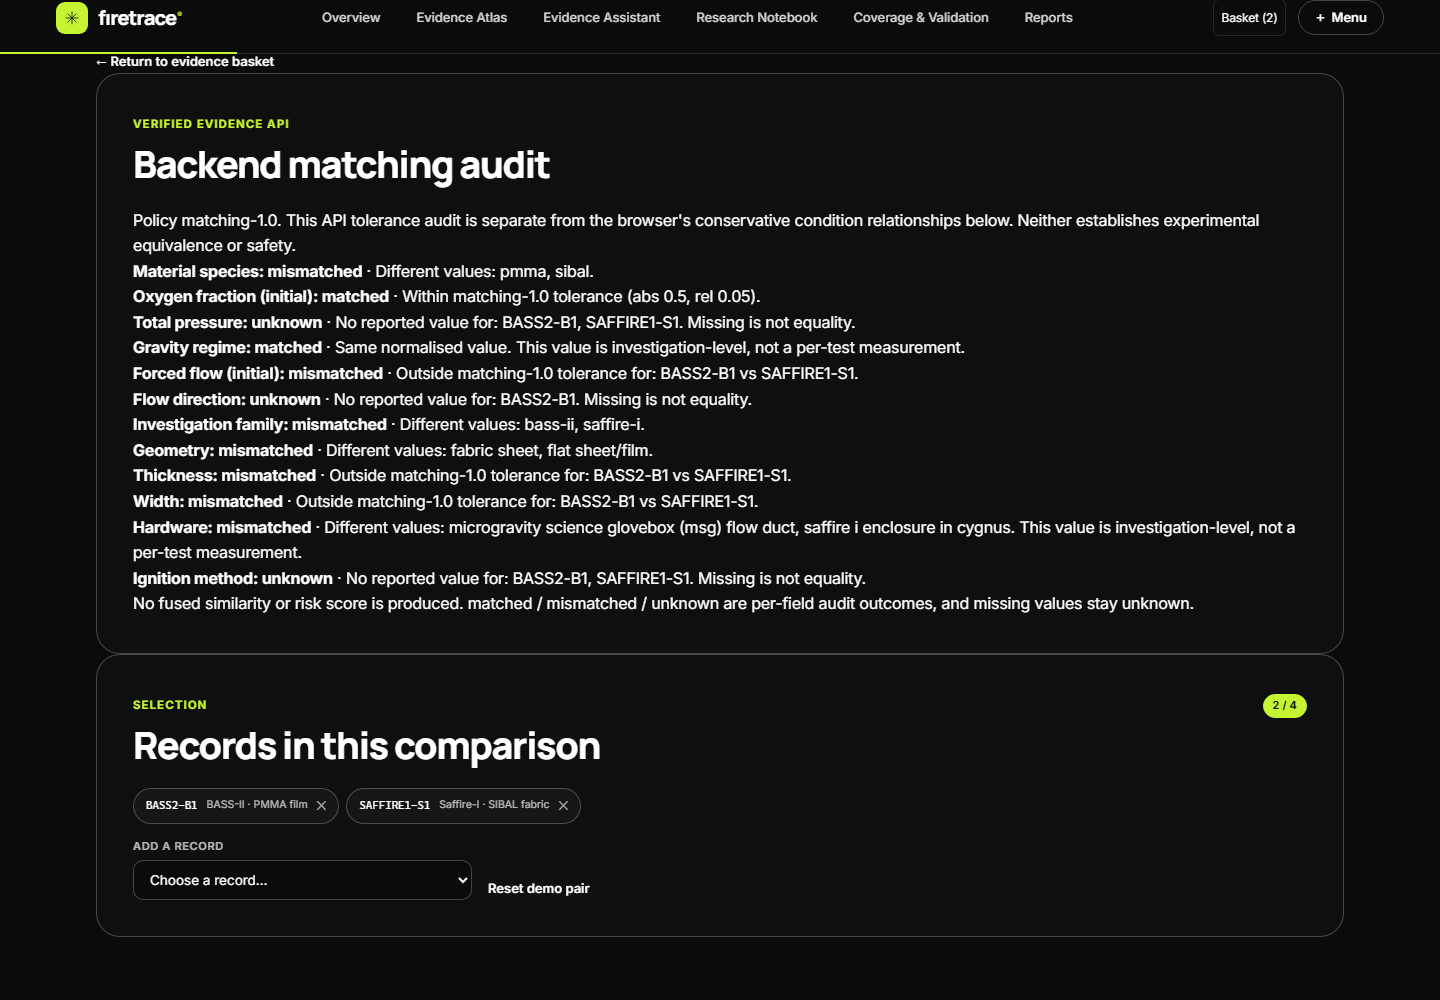 firetrace
Overview
Evidence Atlas
Evidence Assistant
Research Notebook
Coverage & Validation
Reports
Basket (2)
+ Menu
← Return to evidence basket
VERIFIED EVIDENCE API
Backend matching audit
Policy matching-1.0. This API tolerance audit is separate from the browser's conservative condition relationships below. Neither establishes experimental
equivalence or safety.
Material species: mismatched · Different values: pmma, sibal.
Oxygen fraction (initial): matched · Within matching-1.0 tolerance (abs 0.5, rel 0.05).
Total pressure: unknown · No reported value for: BASS2-B1, SAFFIRE1-S1. Missing is not equality.
Gravity regime: matched · Same normalised value. This value is investigation-level, not a per-test measurement.
Forced flow (initial): mismatched · Outside matching-1.0 tolerance for: BASS2-B1 vs SAFFIRE1-S1.
Flow direction: unknown · No reported value for: BASS2-B1. Missing is not equality.
Investigation family: mismatched · Different values: bass-ii, saffire-i.
Geometry: mismatched · Different values: fabric sheet, flat sheet/film.
Thickness: mismatched · Outside matching-1.0 tolerance for: BASS2-B1 vs SAFFIRE1-S1.
Width: mismatched · Outside matching-1.0 tolerance for: BASS2-B1 vs SAFFIRE1-S1.
Hardware: mismatched · Different values: microgravity science glovebox (msg) flow duct, saffire i enclosure in cygnus. This value is investigation-level, not a
per-test measurement.
Ignition method: unknown · No reported value for: BASS2-B1, SAFFIRE1-S1. Missing is not equality.
No fused similarity or risk score is produced. matched / mismatched / unknown are per-field audit outcomes, and missing values stay unknown.
SELECTION
2 / 4
Records in this comparison
BASS2-B1 BASS-II · PMMA film ×
SAFFIRE1-S1 Saffire-I · SIBAL fabric ×
ADD A RECORD
Choose a record...
Reset demo pair